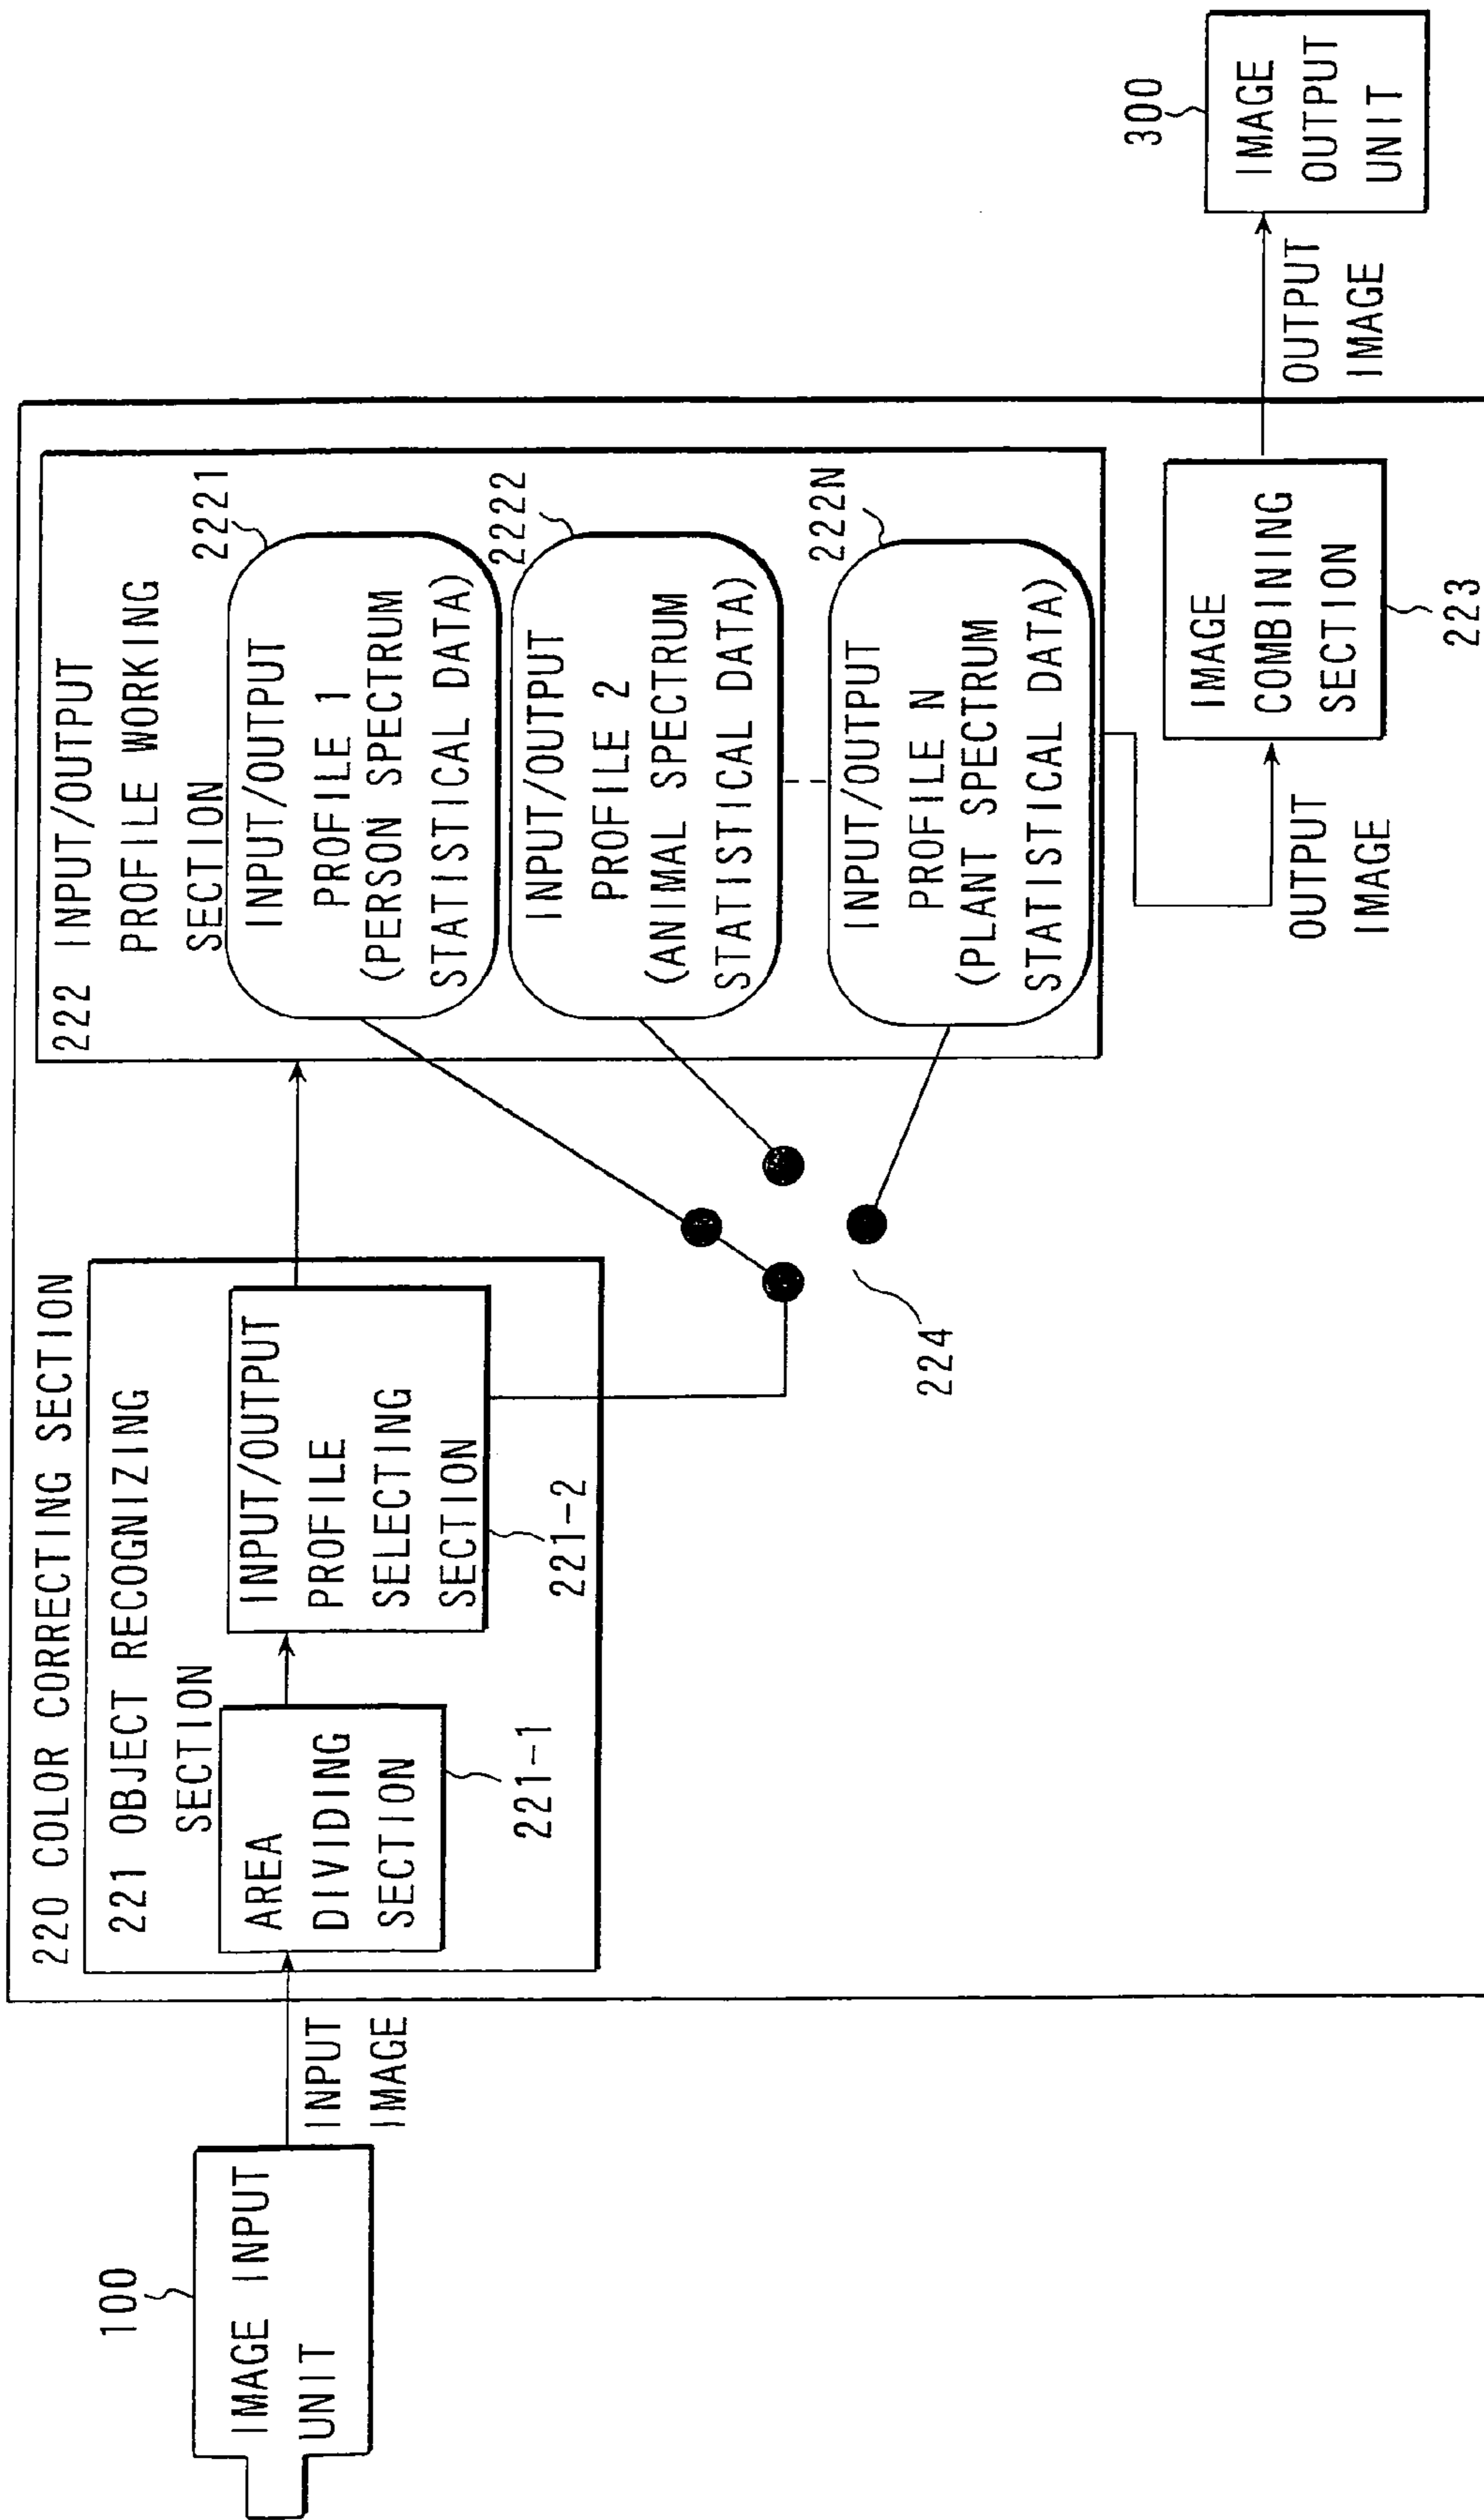 100
IMAGE INPUT
UNIT
INPUT
IMAGE
220 COLOR CORRECTING SECTION
221 OBJECT RECOGNIZING
SECTION
AREA
DIVIDING
SECTION
221-1
INPUT/OUTPUT
PROFILE
SELECTING
SECTION
221-2
224
222 INPUT/OUTPUT
PROFILE WORKING
SECTION
2221
INPUT/OUTPUT
PROFILE 1
(PERSON SPECTRUM
STATISTICAL DATA)
2222
INPUT/OUTPUT
PROFILE 2
(ANIMAL SPECTRUM
STATISTICAL DATA)
222N
INPUT/OUTPUT
PROFILE N
(PLANT SPECTRUM
STATISTICAL DATA)
OUTPUT
IMAGE
IMAGE
COMBINING
SECTION
223
OUTPUT
IMAGE
300
IMAGE
OUTPUT
UNIT